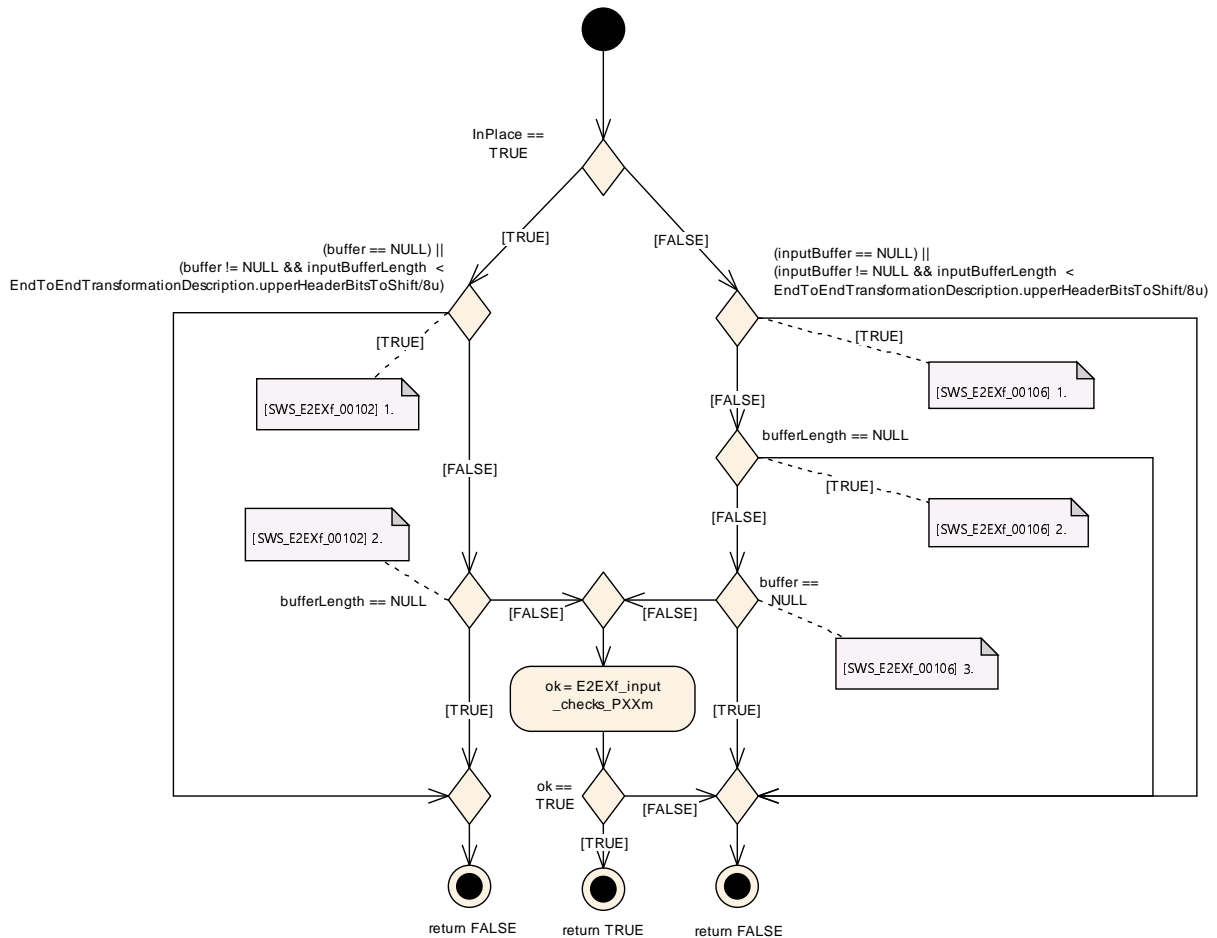 InPlace ==
TRUE
[TRUE]
[FALSE]
(buffer == NULL) ||
(buffer != NULL && inputBufferLength <
EndToEndTransformationDescription.upperHeaderBitsToShift/8u)
(inputBuffer == NULL) ||
(inputBuffer != NULL && inputBufferLength <
EndToEndTransformationDescription.upperHeaderBitsToShift/8u)
[TRUE]
[TRUE]
[SWS_E2EXf_00102] 1.
[SWS_E2EXf_00106] 1.
[FALSE]
bufferLength == NULL
[FALSE]
[TRUE]
[FALSE]
[SWS_E2EXf_00106] 2.
[SWS_E2EXf_00102] 2.
bufferLength == NULL
[FALSE]
[FALSE]
buffer ==
NULL
[SWS_E2EXf_00106] 3.
ok = E2EXf_input
_checks_PXXm
[TRUE]
[TRUE]
ok ==
TRUE
[FALSE]
[TRUE]
return FALSE
return TRUE
return FALSE